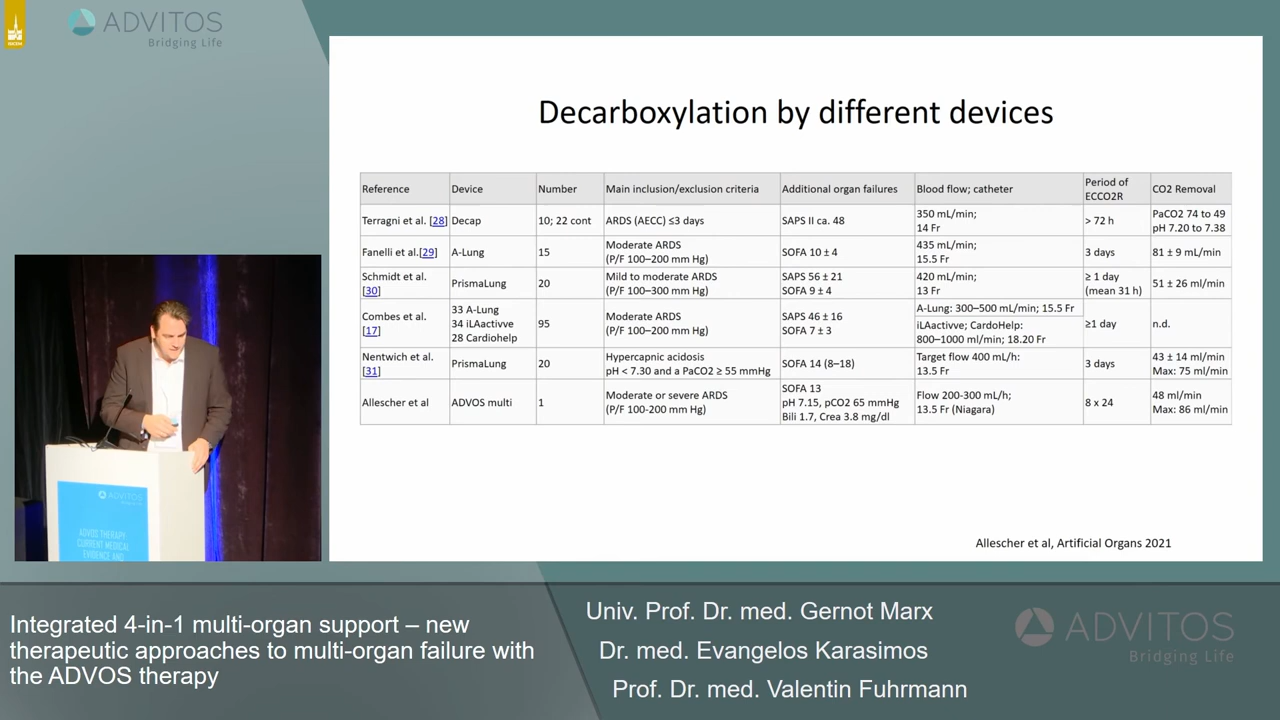 ADVITOS
Bridging Life
Decarboxylation by different devices
Reference Device Number Main inclusion/exclusion criteria Additional organ failures Blood flow; catheter Period of ECCO2R CO2 Removal
Terragni et al. [28] Decap 10; 22 cont ARDS (AECC) ≤3 days SAPS II ca. 48 350 mL/min; 14 Fr > 72 h PaCO2 74 to 49 pH 7.20 to 7.38
Fanelli et al.[29] A-Lung 15 Moderate ARDS (P/F 100–200 mm Hg) SOFA 10 ± 4 435 mL/min; 15.5 Fr 3 days 81 ± 9 mL/min
Schmidt et al. [30] PrismaLung 20 Mild to moderate ARDS (P/F 100–300 mm Hg) SAPS 56 ± 21 SOFA 9 ± 4 420 mL/min; 13 Fr ≥ 1 day (mean 31 h) 51 ± 26 ml/min
Combes et al. [17] 33 A-Lung 34 iLAactivve 28 Cardiohelp 95 Moderate ARDS (P/F 100–200 mm Hg) SAPS 46 ± 16 SOFA 7 ± 3 A-Lung: 300–500 mL/min; 15.5 Fr iLAactivve; CardoHelp: 800–1000 ml/min; 18.20 Fr ≥1 day n.d.
Nentwich et al. [31] PrismaLung 20 Hypercapnic acidosis pH < 7.30 and a PaCO2 ≥ 55 mmHg SOFA 14 (8–18) Target flow 400 mL/h: 13.5 Fr 3 days 43 ± 14 ml/min Max: 75 ml/min
Allescher et al ADVOS multi 1 Moderate or severe ARDS (P/F 100-200 mm Hg) SOFA 13 pH 7.15, pCO2 65 mmHg Bili 1.7, Crea 3.8 mg/dl Flow 200-300 mL/h; 13.5 Fr (Niagara) 8 x 24 48 ml/min Max: 86 ml/min
Allescher et al, Artificial Organs 2021
ADVITOS
ADVOS THERAPY
CURRENT MEDICAL
EVIDENCE AND
Integrated 4-in-1 multi-organ support – new
therapeutic approaches to multi-organ failure with
the ADVOS therapy
Univ. Prof. Dr. med. Gernot Marx
Dr. med. Evangelos Karasimos
Prof. Dr. med. Valentin Fuhrmann
ADVITOS
Bridging Life